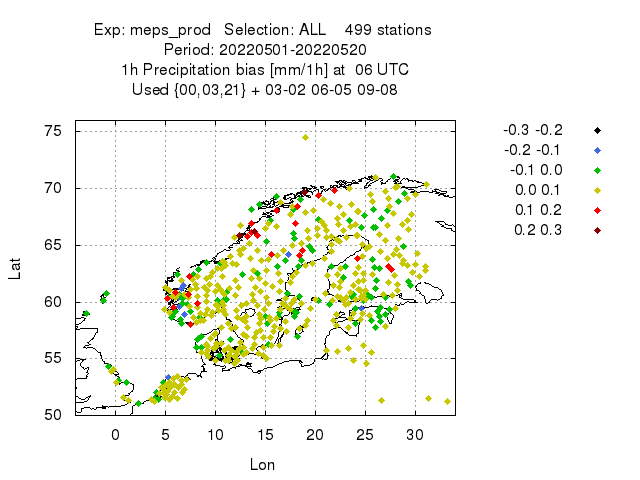 Exp: meps_prod   Selection: ALL    499 stations
Period: 20220501-20220520
1h Precipitation bias [mm/1h] at  06 UTC
Used {00,03,21} + 03-02 06-05 09-08
-0.3 -0.2
-0.2 -0.1
-0.1 0.0
0.0 0.1
0.1 0.2
0.2 0.3
Lat
75
70
65
60
55
50
0 5 10 15 20 25 30
Lon